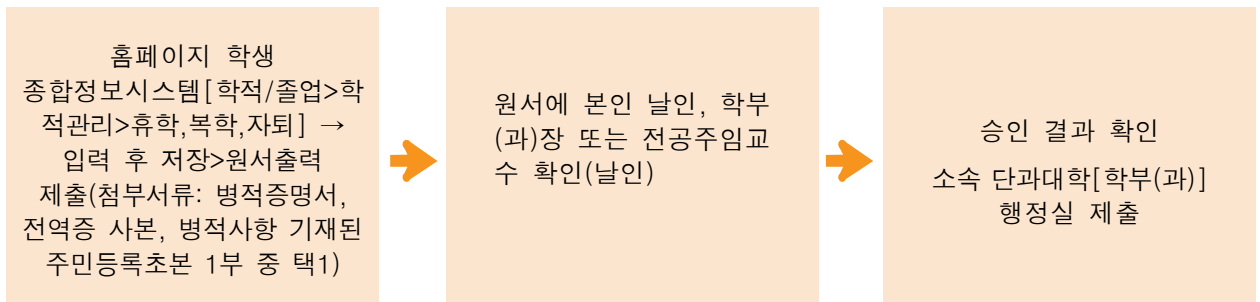 홈페이지 학생
종합정보시스템[학적/졸업>학
적관리>휴학,복학,자퇴] →
입력 후 저장>원서출력
제출(첨부서류: 병적증명서,
전역증 사본, 병적사항 기재된
주민등록초본 1부 중 택1)
원서에 본인 날인, 학부
(과)장 또는 전공주임교
수 확인(날인)
승인 결과 확인
소속 단과대학[학부(과)]
행정실 제출